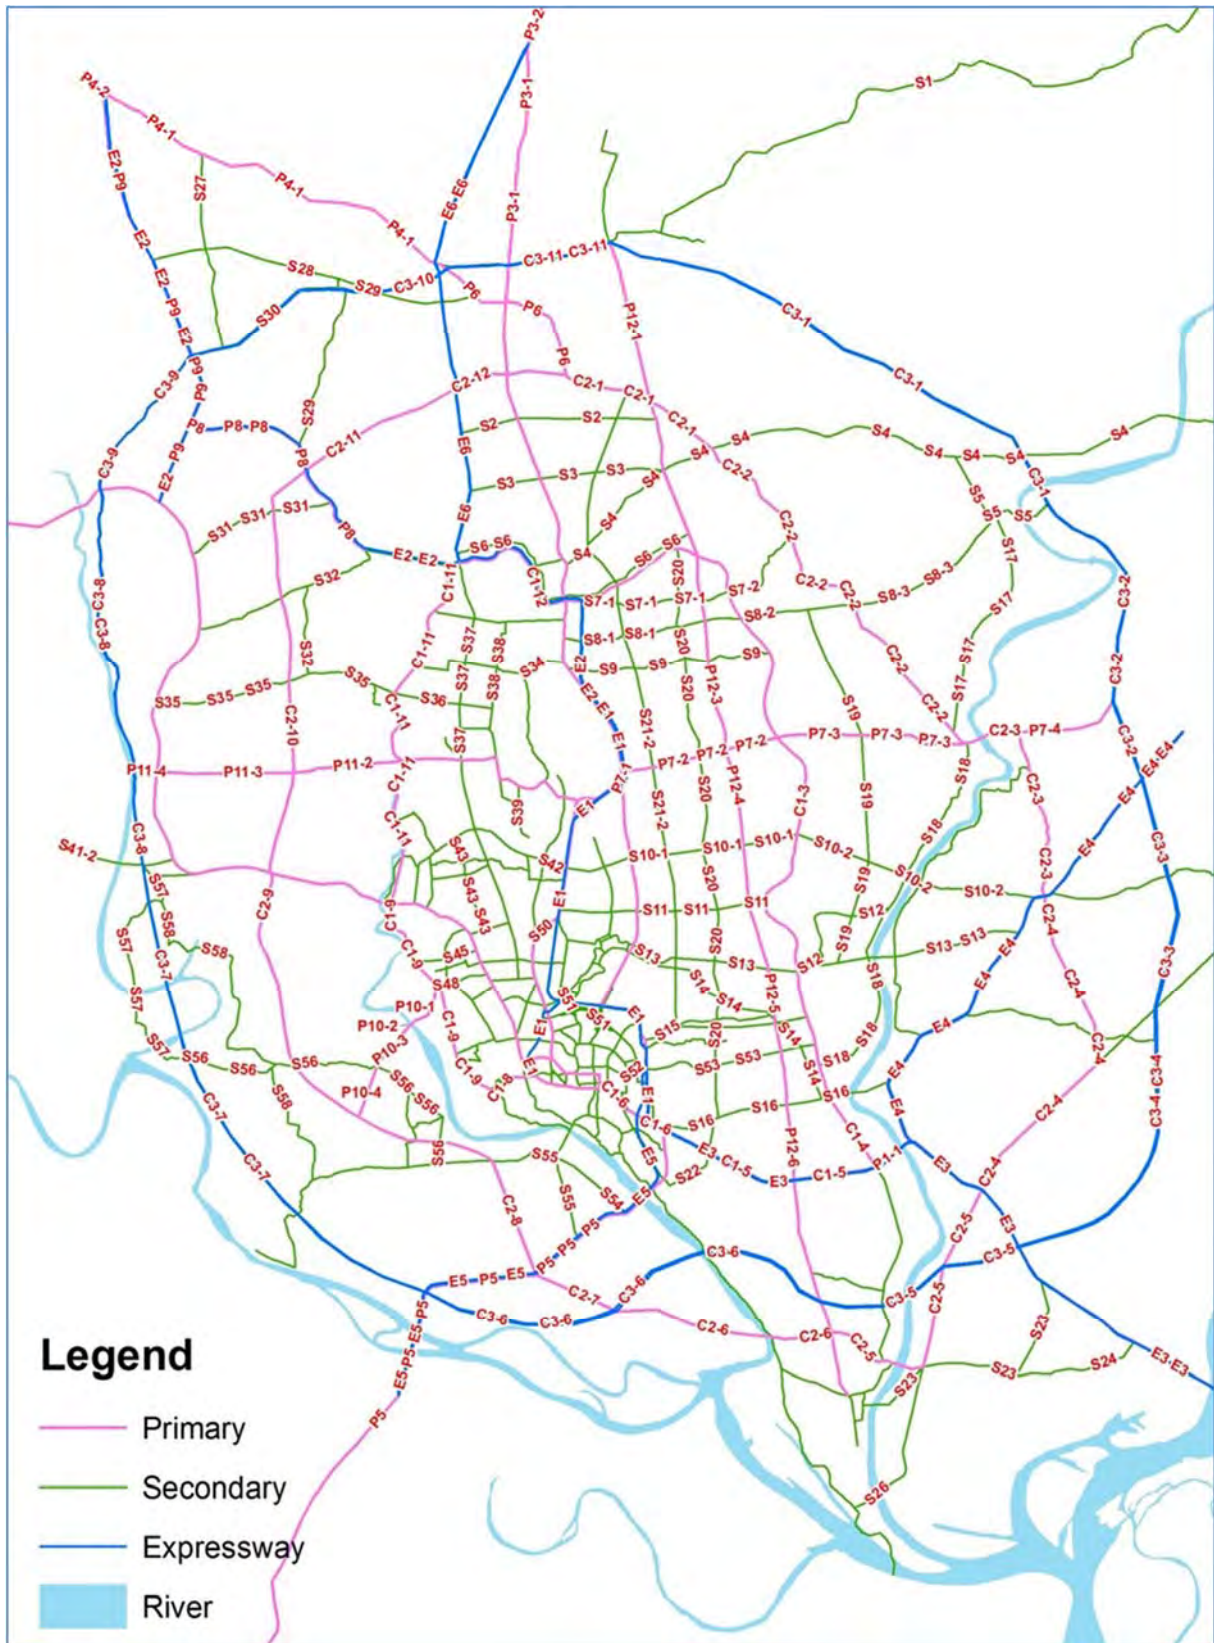 P3-2
S1
P4-2
P3-1
P4-1
E2-P9
P4-1
S27
E6-E6
P3-1
P4-1
E2
C3-11
C3-11
S28
E2
C3-10
S29
P6
P6
C3-1
P9
S30
P12-1
E2
P6
P9
C3-9
P9
C2-12
C2-1
C2-1
C3-1
S29
P8
P8-P8
S2
S2
C2-1
S4
S4
S4
P8
C2-11
E6
S4
S4
S4
S4
C3-9
P9
E2
S3
S3
S3
S4
C2-2
S5
C3-1
S31
S31
S31
E6
S4
C2-2
S5
S5
P8
E2-E2
S6-S6
S4
S6
S6
S17
C3-8
S32
C1-11
C1-12
S20
C2-2
C2-2
S8-3
S8-3
C3-2
S7-1
S7-1
S7-1
S7-2
S8-2
S17
C3-8
C1-11
S37
S38
S8-1
S8-1
S20
C2-2
S17
S32
S34
E2
S9
S9
S9
P12-3
C3-2
S35
S35
S35
S35
S36
S37
S38
S20
S17
C1-11
E2-E1
S19
C2-2
C2-10
S37
E1
S21-2
P7-2
P7-2
P7-2
P7-3
P7-3
P7-3
C2-3
P7-4
C3-2
E4-E4
P11-4
P11-3
P11-2
C1-11
P7-1
P12-4
S18
C2-3
E4
S39
E1
S20
C1-3
S19
C1-11
S21-2
S18
E4
C3-3
S41-2
C3-8
S43
S42
S10-1
S10-1
S10-1
S10-2
C2-3
S57
S43
S20
S19
S10-2
S10-2
C2-9
C1-9
S43
E1
S11
S11
S11
S12
C2-4
S57
S58
S50
S20
S19
S13
S13
E4
C3-7
S58
C1-9
S45
S13
S13
S12
S18
C3-3
S57
S48
S51
S14
S14
P12-5
E4
C2-4
P10-1
P10-2
C1-9
E1
S51
E1
S15
S20
S14
S18
E4
C2-4
S57
S56
S56
S56
P10-3
C1-9
E1
S52
S53
S53
S18
S14
E4
C3-4
S58
P10-4
S56
S56
C1-8
C1-6
E1
S16
S16
S16
E4
C2-4
C3-4
C3-7
C1-6
C1-4
S56
S55
E5
E3
C1-5
P12-6
E3
C1-5
P1-1
E3
C2-4
C3-7
S22
S55
S54
E5
C2-8
P5
C2-5
E3
P5
P5
C3-6
C3-5
E5-P5-E5
C2-7
C3-6
C3-5
C2-5
P5
C3-6
C3-6
C2-6
C2-6
C2-5
S23
E5-P5-E5
S23
S24
E3-E3
S23
P5
S26
Legend
Primary
Secondary
Expressway
River